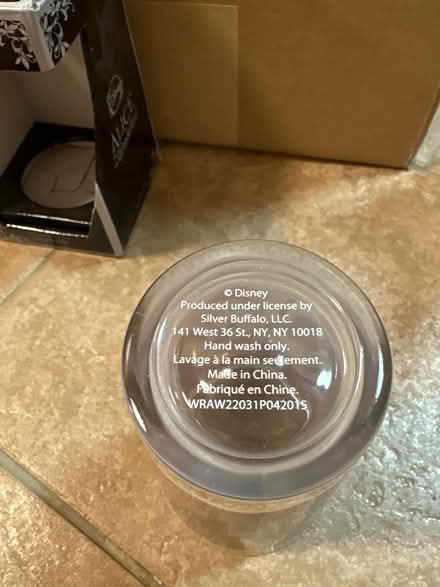 ALICE
© Disney
Produced under license by
Silver Buffalo, LLC.
141 West 36 St., NY, NY 10018
Hand wash only.
Lavage à la main seulement.
Made in China.
Fabriqué en Chine.
WRAW22031P042015